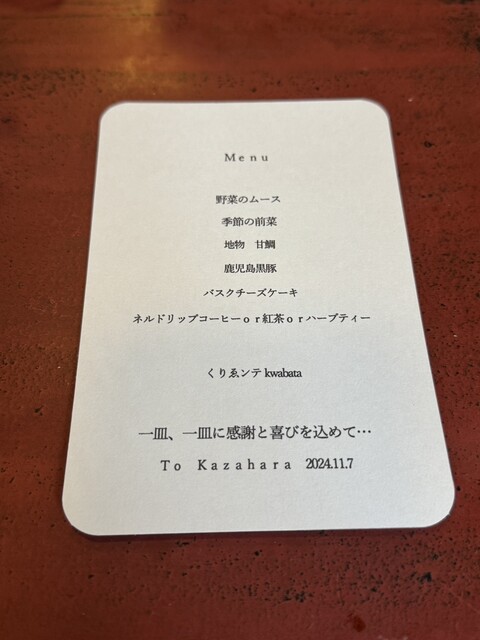 Menu
野菜のムース
季節の前菜
地物　甘鯛
鹿児島黒豚
バスクチーズケーキ
ネルドリップコーヒーor紅茶orハーブティー
くりゑンテ kwabata
一皿、一皿に感謝と喜びを込めて…
To Kazahara 2024.11.7